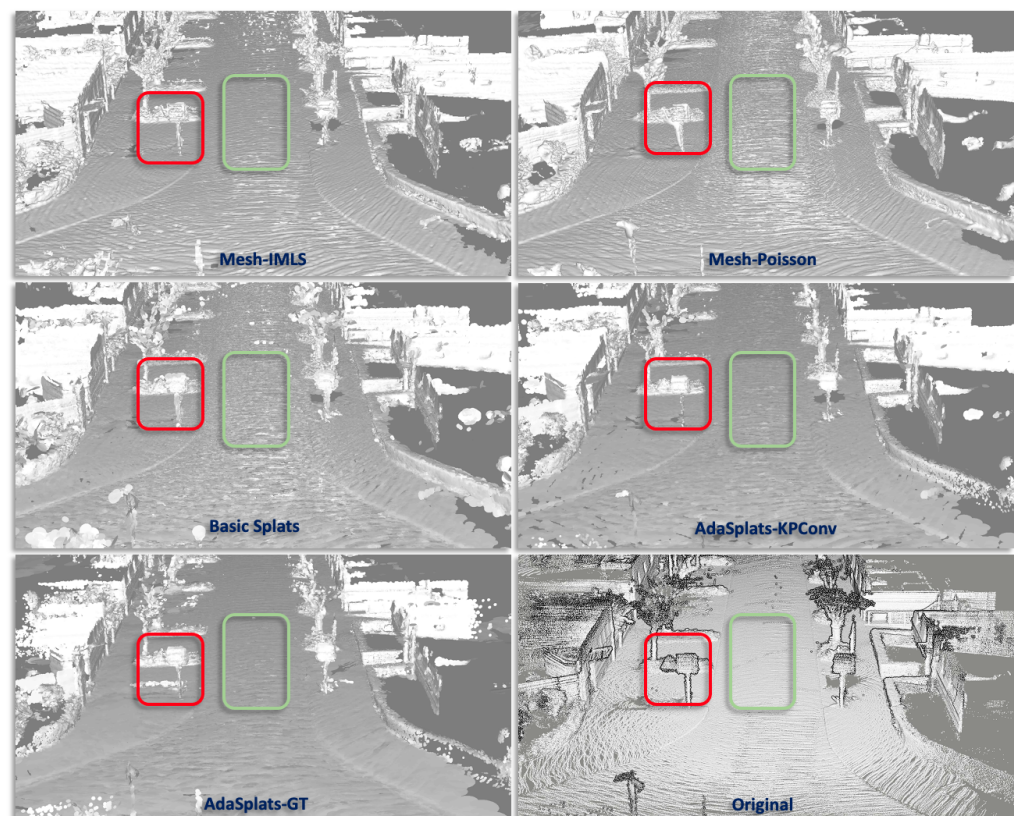 Mesh-IMLS
Mesh-Poisson
Basic Splats
AdaSplats-KPConv
AdaSplats-GT
Original